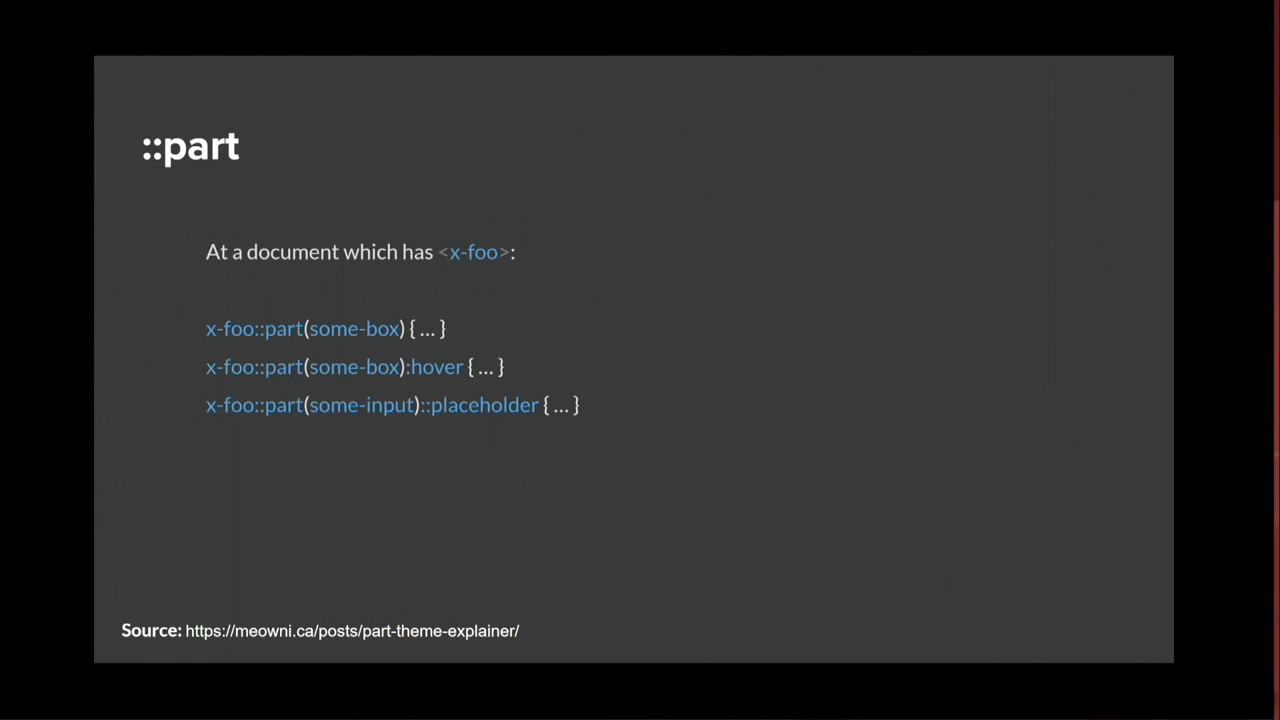 ::part
At a document which has <x-foo>:
x-foo::part(some-box) { ... }
x-foo::part(some-box):hover { ... }
x-foo::part(some-input)::placeholder { ... }
Source: https://meowni.ca/posts/part-theme-explainer/